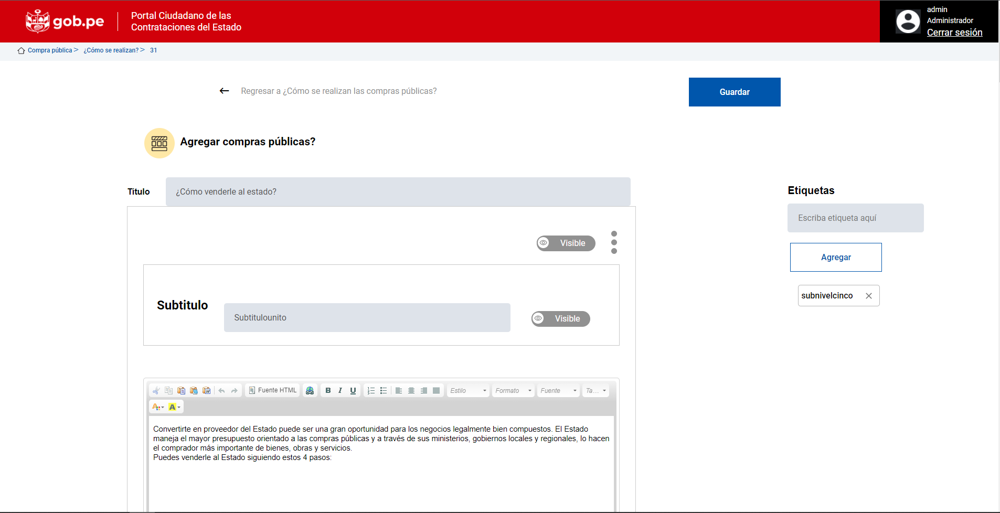 gob.pe
Portal Ciudadano de las
Contrataciones del Estado
admin
Administrador
Cerrar sesión
Compra pública > ¿Cómo se realizan? > 31
Regresar a ¿Cómo se realizan las compras públicas?
Guardar
Agregar compras públicas?
Título
¿Cómo venderle al estado?
Etiquetas
Escriba etiqueta aquí
Visible
Agregar
subnivelcinco
Subtitulo
Subtitulounito
Visible
Fuente HTML
B I U
Estilo
Formato
Fuente
Ta...
A
A
Convertirte en proveedor del Estado puede ser una gran oportunidad para los negocios legalmente bien compuestos. El Estado
maneja el mayor presupuesto orientado a las compras públicas y a través de sus ministerios, gobiernos locales y regionales, lo hacen
el comprador más importante de bienes, obras y servicios.
Puedes venderle al Estado siguiendo estos 4 pasos: